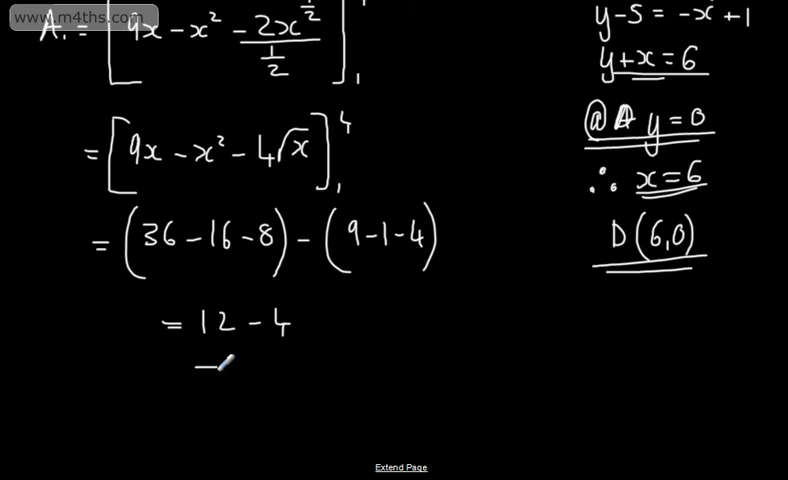 www.m4ths.com
A₁ = [9x - x² - 2x^(1/2) / (1/2)]₁
= [9x - x² - 4√x]₁⁴
= (36 - 16 - 8) - (9 - 1 - 4)
= 12 - 4
y - 5 = -x + 1
y + x = 6
@ y = 0
∴ x = 6
D(6,0)
Extend Page